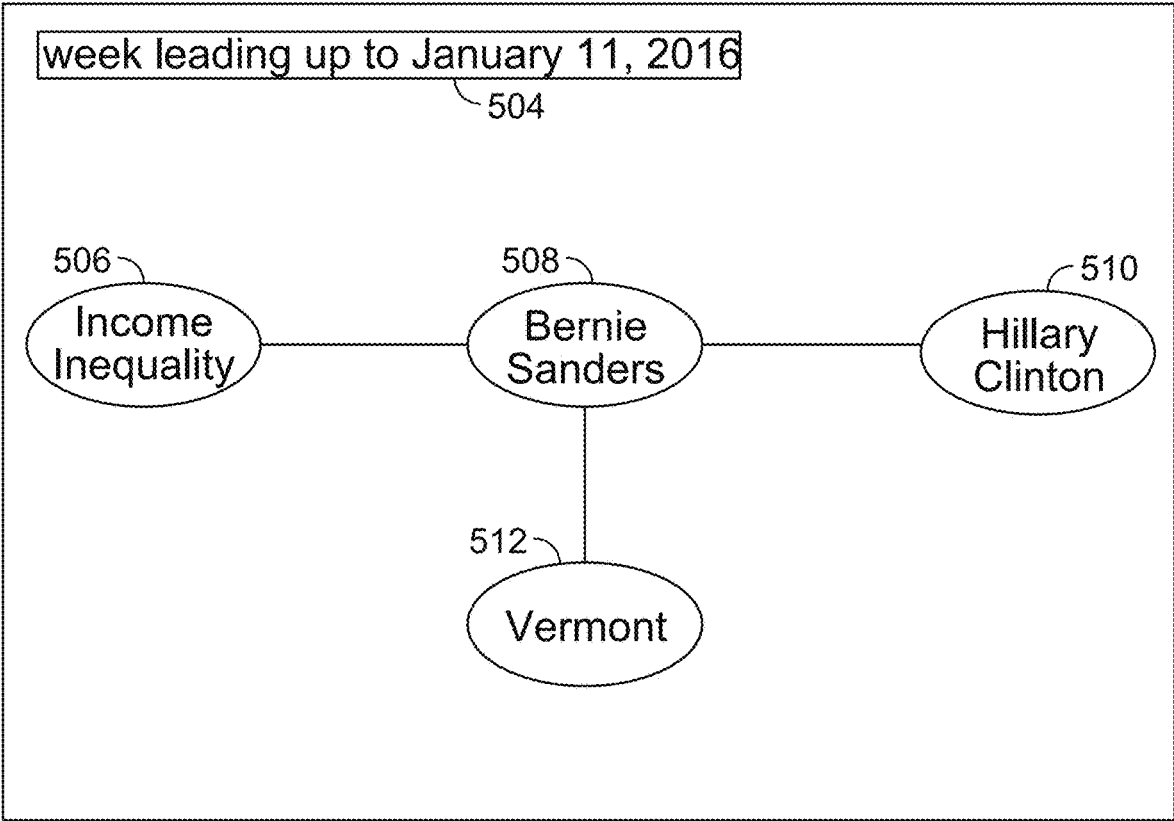 week leading up to January 11, 2016
504
506
508
510
Income
Inequality
Bernie
Sanders
Hillary
Clinton
512
Vermont